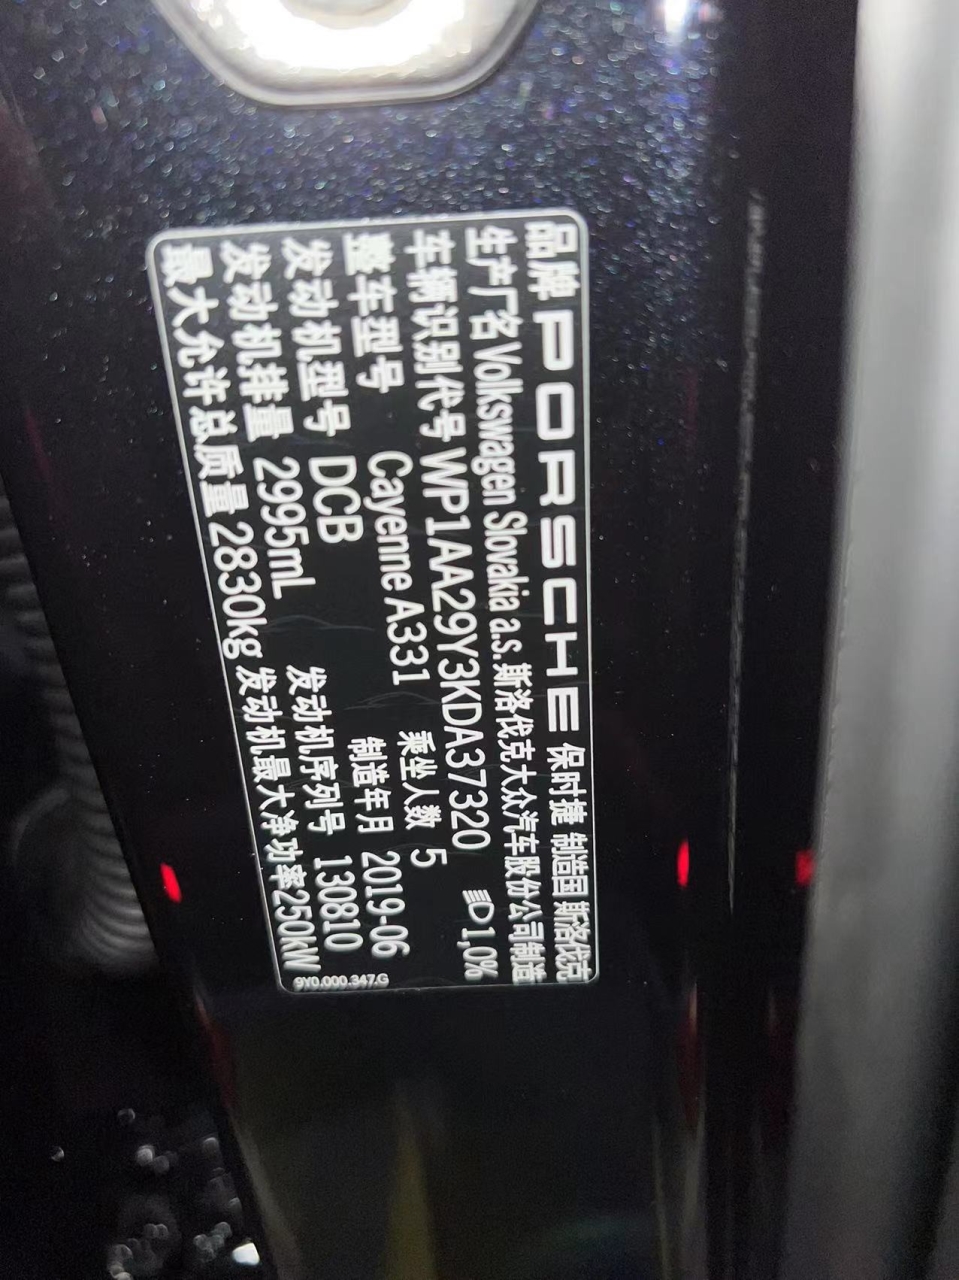 品牌 PORSCHE 保时捷 制造国 斯洛伐克
生产厂名 Volkswagen Slovakia a.s. 斯洛伐克大众汽车股份公司制造
车辆识别代号 WP1AA29Y3KDA37320 1,0%
整车型号 Cayenne A331 乘坐人数 5
发动机型号 DCB 制造年月 2019-06
发动机排量 2995mL 发动机序列号 130810
最大允许总质量 2830kg 发动机最大净功率250kW
9Y0.000.347.G